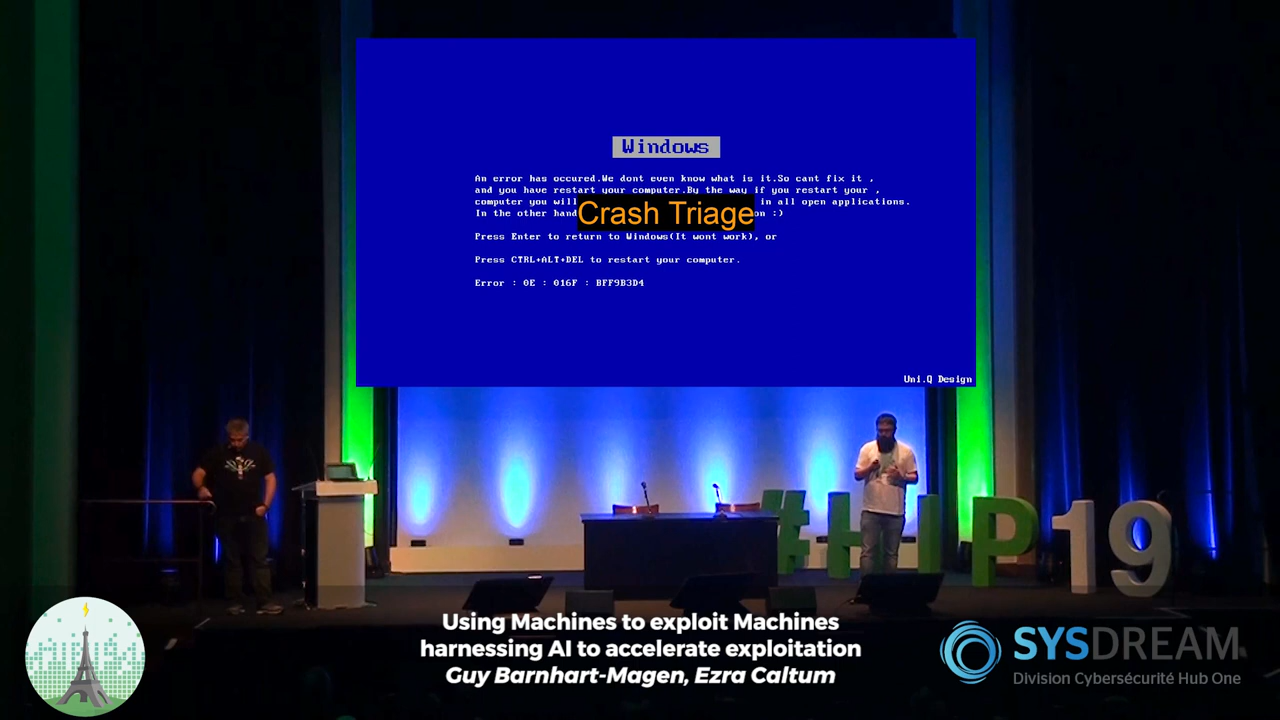 Windows
An error has occured.We dont even know what is it.So cant fix it ,
and you have restart your computer.By the way if you restart your ,
computer you will in all open applications.
In the other hand on :)
Crash Triage
Press Enter to return to Windows(It wont work), or
Press CTRL+ALT+DEL to restart your computer.
Error : 0E : 016F : BFF9B3D4
Uni.Q Design
#HIP19
Using Machines to exploit Machines
harnessing AI to accelerate exploitation
Guy Barnhart-Magen, Ezra Caltum
SYSDREAM
Division Cybersécurité Hub One